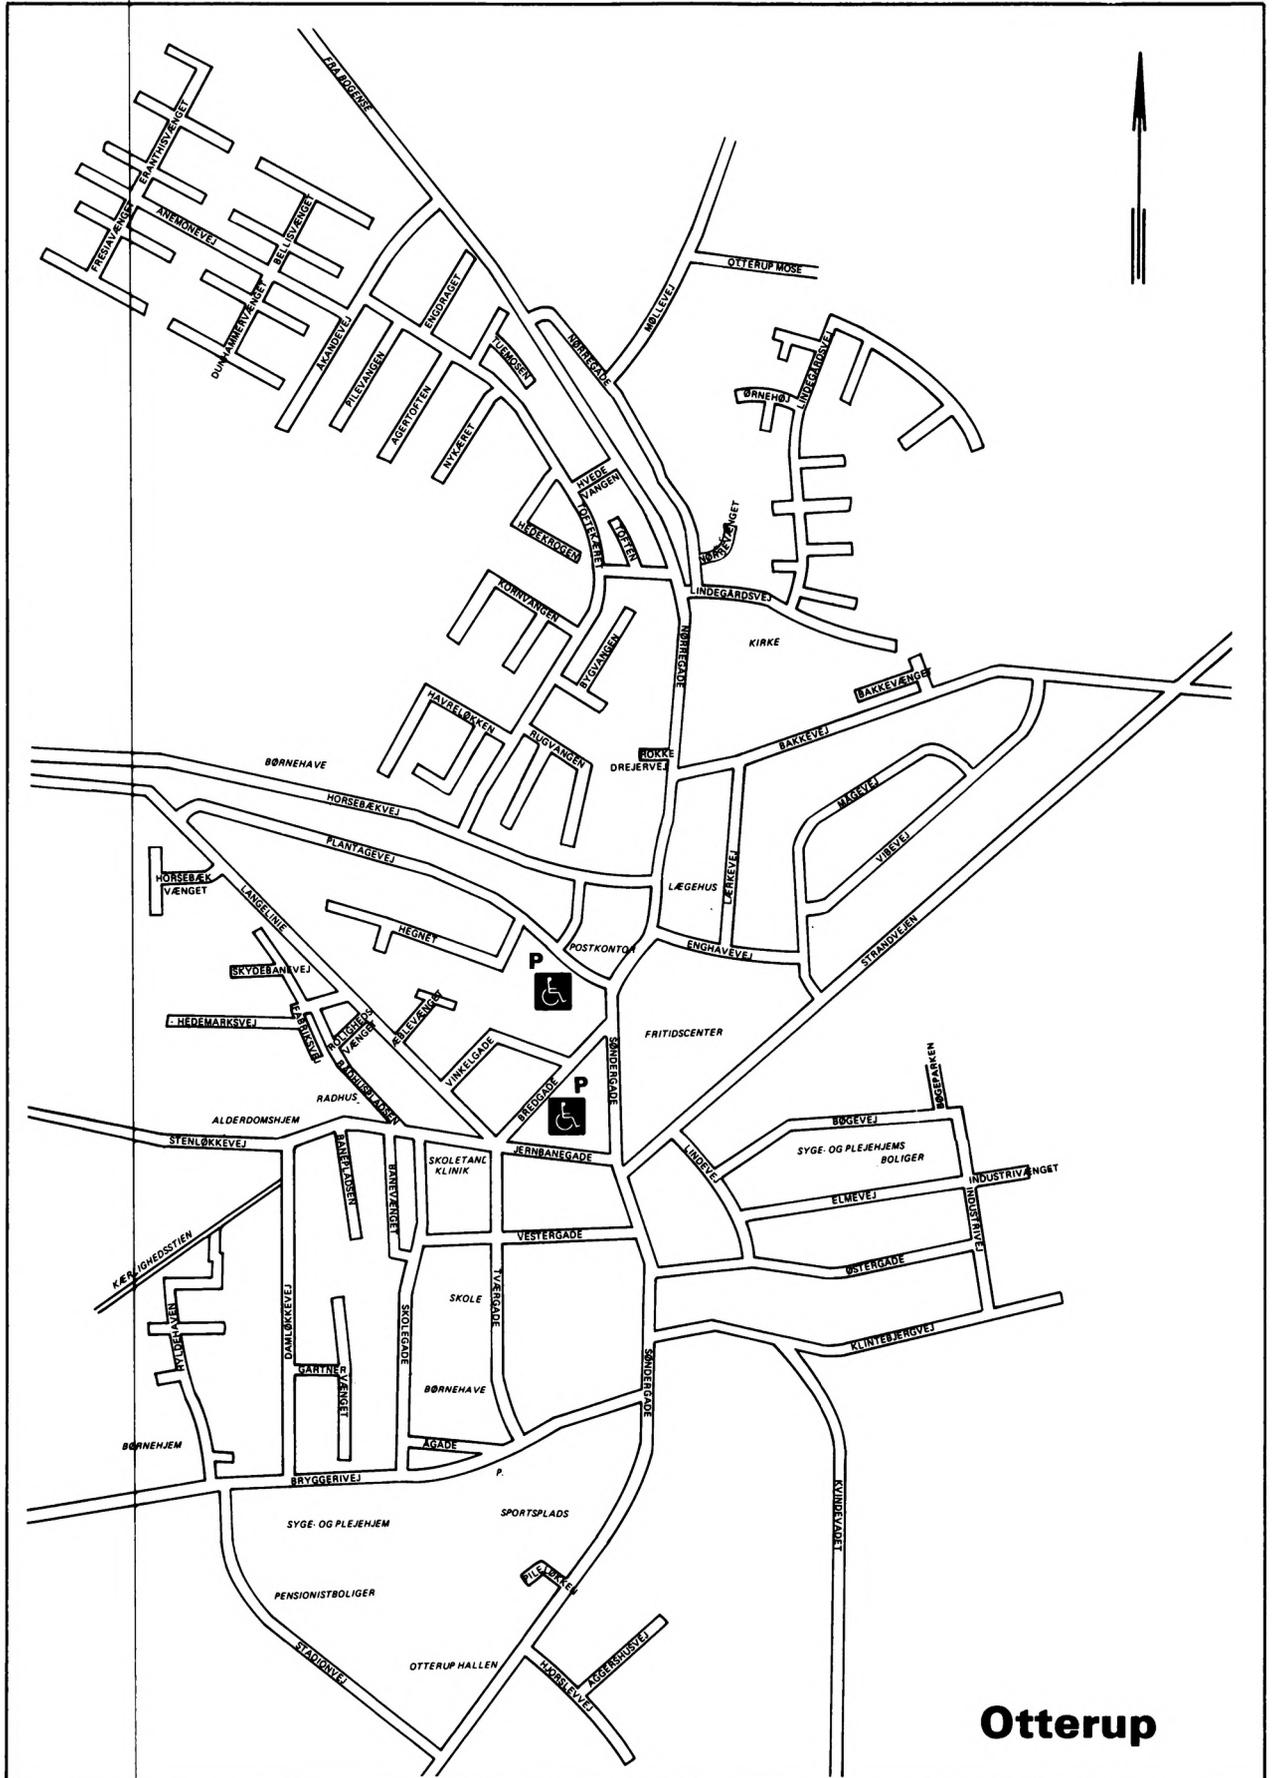 FRA BOGENSE
ERANTHISVÆNGET
ANEMONEVEJ
BELLISVÆNGET
FRESIAVÆNGET
DUNHAMMERVÆNGET
ÅKANDEVEJ
ENGDRAGET
PILEVANGEN
AGERTOFTEN
NYKÆRET
TUEMOSEN
NØRREGADE
MØLLEVEJ
OTTERUP MOSE
LINDEGÅRDSVEJ
ØRNEHØJ
HVEDE
VANGEN
TOFTEKÆRET
TOFTEN
HEDEKROGEN
NØRREVÆNGET
LINDEGÅRDSVEJ
KORNVANGEN
BYGVANGEN
NØRREGADE
KIRKE
BAKKEVÆNGET
HAVRELØKKEN
RUGVANGEN
BAKKEVEJ
ROKKE
DREJERVEJ
BØRNEHAVE
HORSEBÆKVEJ
MÅGEVEJ
VIBEVEJ
PLANTAGEVEJ
LÆGEHUS
LÆRKEVEJ
HORSEBÆK
VÆNGET
LANGELINIE
HEGNET
POSTKONTOR
ENGHAVEVEJ
STRANDVEJEN
P
SKYDEBANEVEJ
HEDEMARKSVEJ
FABRIKSVEJ
ROLIGHEDS
VÆNGET
ÆBLEVÆNGET
VINKELGADE
BREDGADE
SØNDERGADE
FRITIDSCENTER
P
RÅDHUSPLADSEN
RADHUS
ALDERDOMSHJEM
STENLØKKEVEJ
BANEPLADSEN
BANEVÆNGET
SKOLETANL
KLINIK
JERNBANEGADE
LINDEVEJ
BØGEVEJ
BØGEPARKEN
SYGE- OG PLEJEHJEMS
BOLIGER
INDUSTRIVÆNGET
ELMEVEJ
INDUSTRIVEJ
VESTERGADE
ØSTERGADE
KÆRLIGHEDSSTIEN
HYLDEHAVEN
DAMLØKKEVEJ
SKOLEGADE
SKOLE
TVÆRGADE
KLINTEBJERGVEJ
GARTNER
VÆNGET
BØRNEHAVE
SØNDERGADE
BØRNEHJEM
ÅGADE
BRYGGERIVEJ
P.
KVINDEVADET
SYGE- OG PLEJEHJEM
SPORTSPLADS
PILELØKKEN
PENSIONISTBOLIGER
STADIONVEJ
OTTERUP HALLEN
HJORSLEVVEJ
AGGERSHUSVEJ
Otterup